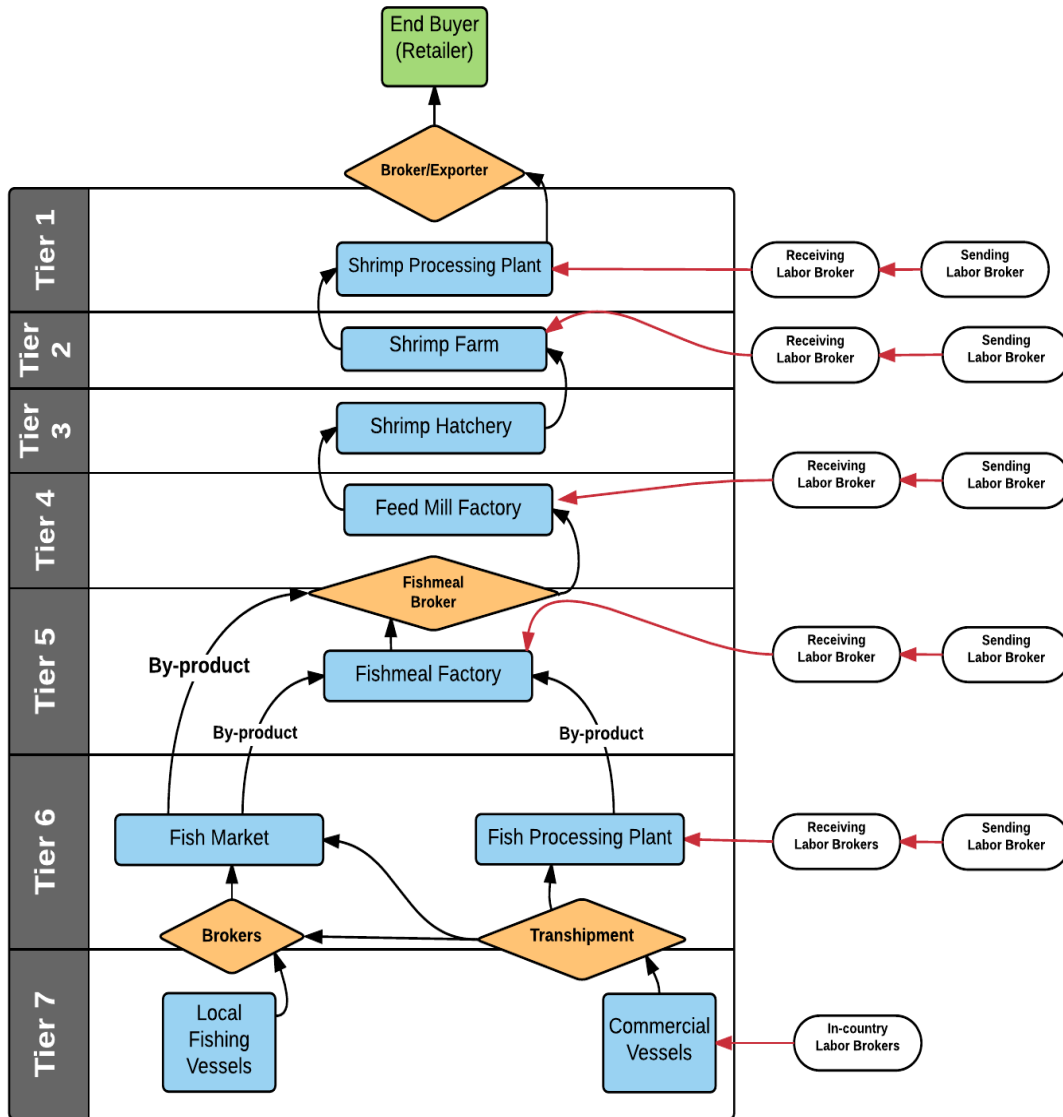 End Buyer
(Retailer)
Broker/Exporter
Tier 1
Shrimp Processing Plant
Receiving
Labor Broker
Sending
Labor Broker
Tier
2
Shrimp Farm
Receiving
Labor Broker
Sending
Labor Broker
Tier
3
Shrimp Hatchery
Tier 4
Feed Mill Factory
Receiving
Labor Broker
Sending
Labor Broker
Fishmeal
Broker
Tier 5
By-product
Fishmeal Factory
Receiving
Labor Broker
Sending
Labor Broker
By-product
By-product
Tier 6
Fish Market
Fish Processing Plant
Receiving
Labor Brokers
Sending
Labor Broker
Brokers
Transhipment
Tier 7
Local
Fishing
Vessels
Commercial
Vessels
In-country
Labor Brokers